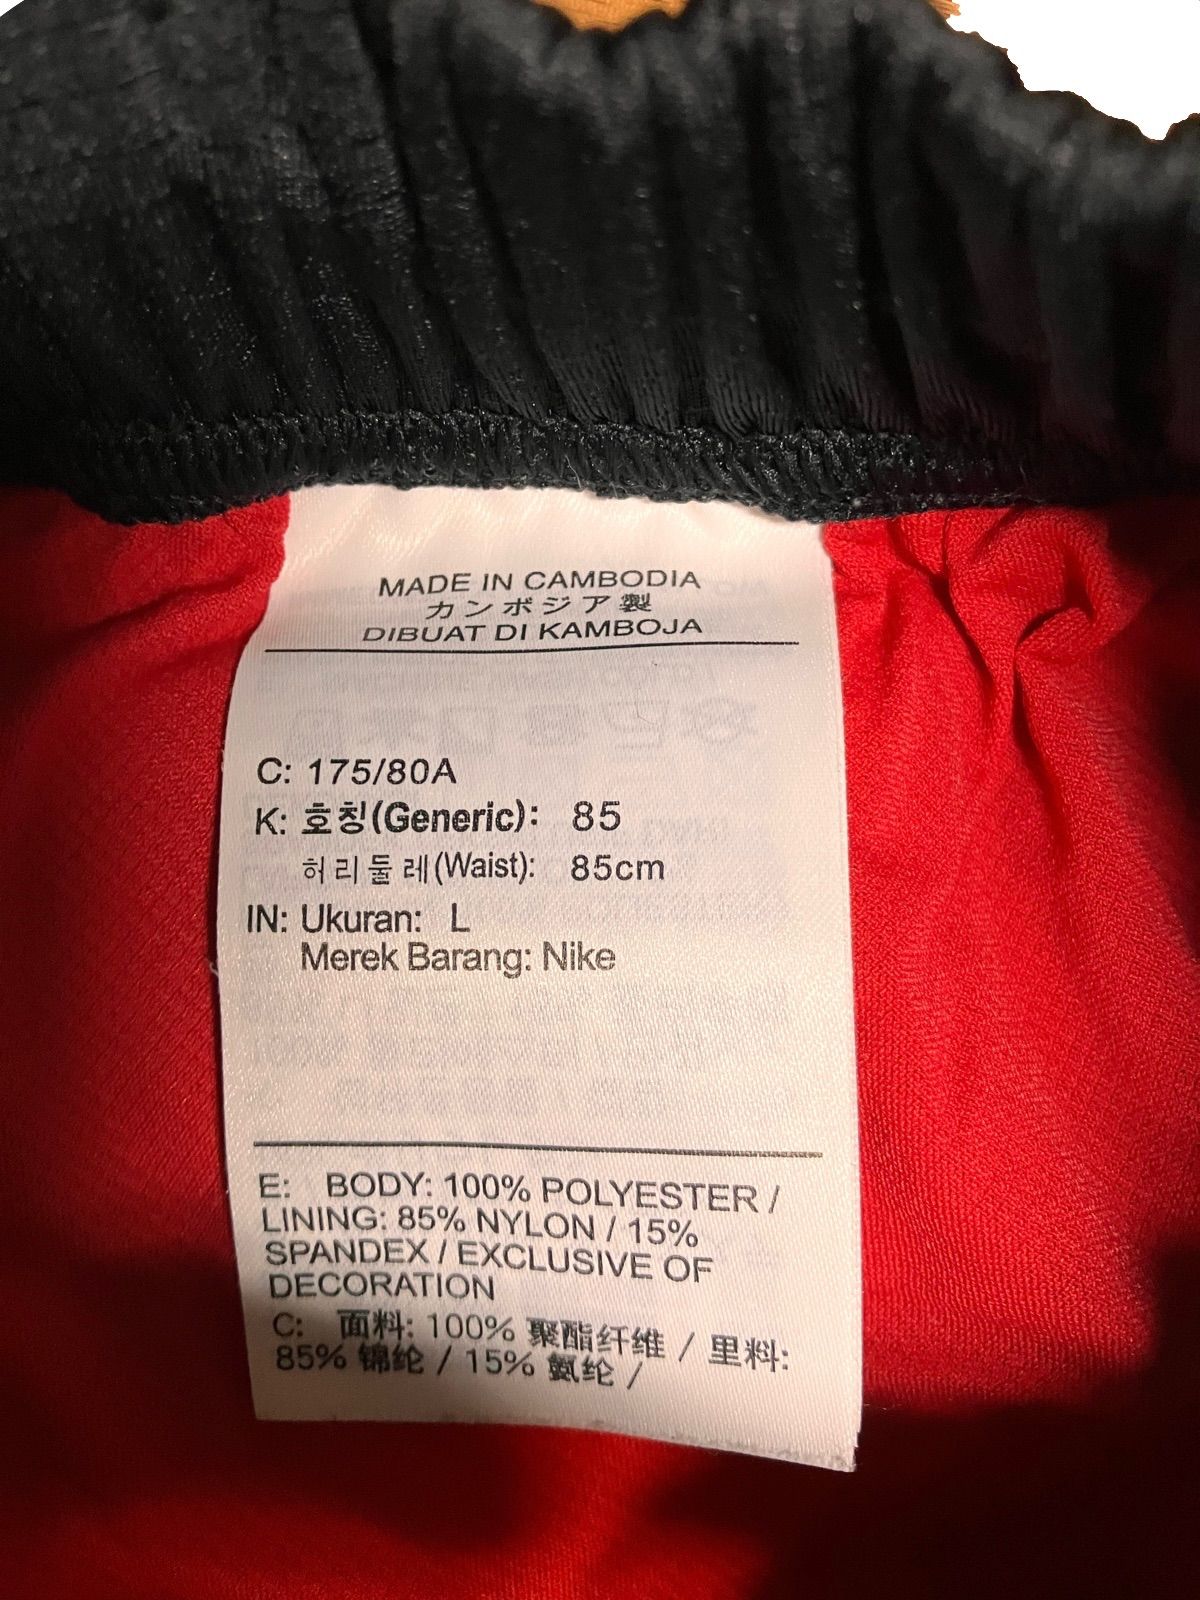 MADE IN CAMBODIA
カンボジア製
DIBUAT DI KAMBOJA
C: 175/80A
K: 호칭(Generic): 85
허리둘레(Waist): 85cm
IN: Ukuran: L
Merek Barang: Nike
E: BODY: 100% POLYESTER /
LINING: 85% NYLON / 15%
SPANDEX / EXCLUSIVE OF
DECORATION
C: 面料: 100% 聚酯纤维 / 里料:
85% 锦纶 / 15% 氨纶 /